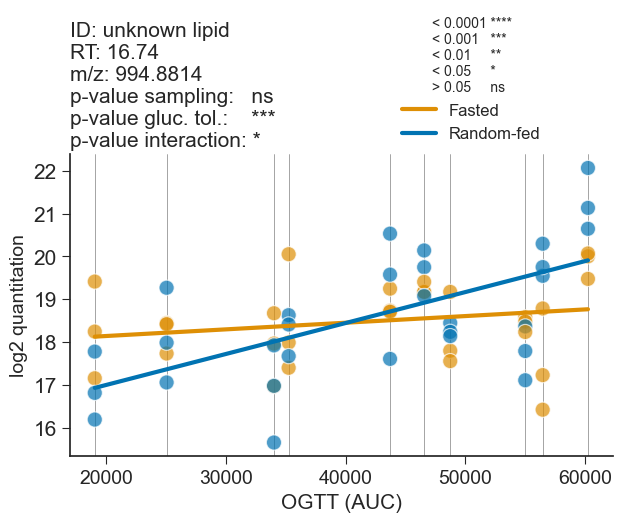 ID: unknown lipid
RT: 16.74
m/z: 994.8814
p-value sampling: ns
p-value gluc. tol.: ***
p-value interaction: *
< 0.0001 ****
< 0.001 ***
< 0.01 **
< 0.05 *
> 0.05 ns
Fasted
Random-fed
log2 quantitation
22
21
20
19
18
17
16
20000 30000 40000 50000 60000
OGTT (AUC)